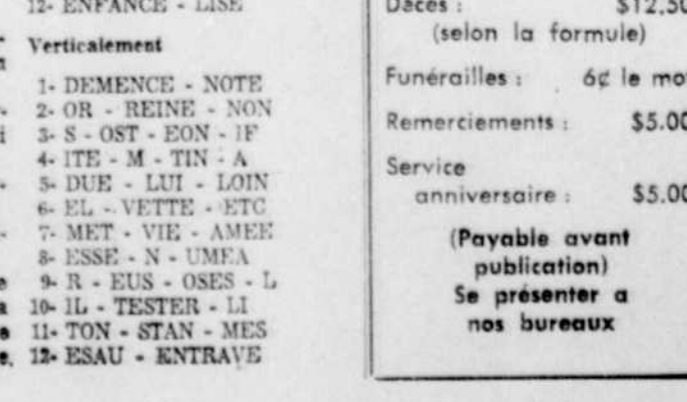 12- ENFANCE - LISE
Verticalement
1- DEMENCE - NOTE
2- OR - REINE - NON
3- S - OST - EON - IF
4- ITE - M - TIN - A
5- DUE - LUI - LOIN
6- EL - VETTE - ETC
7- MET - VIE - AMEE
8- ESSE - N - UMEA
9- R - EUS - OSES - L
10- IL - TESTER - LI
11- TON - STAN - MES
12- ESAU - ENTRAVE
Décès : $12.50
(selon la formule)
Funérailles : 6¢ le mot
Remerciements : $5.00
Service
anniversaire : $5.00
(Payable avant
publication)
Se présenter a
nos bureaux